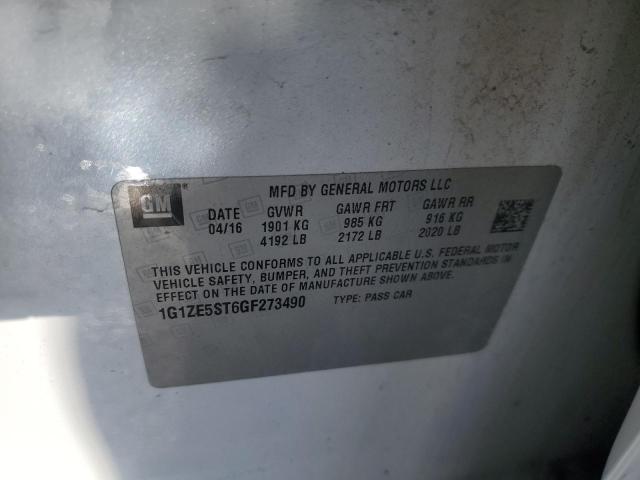 GM
MFD BY GENERAL MOTORS LLC
DATE GVWR GAWR FRT GAWR RR
04/16 1901 KG 985 KG 916 KG
4192 LB 2172 LB 2020 LB
THIS VEHICLE CONFORMS TO ALL APPLICABLE U.S. FEDERAL MOTOR
VEHICLE SAFETY, BUMPER, AND THEFT PREVENTION STANDARDS IN
EFFECT ON THE DATE OF MANUFACTURE SHOWN ABOVE.
1G1ZE5ST6GF273490 TYPE: PASS CAR